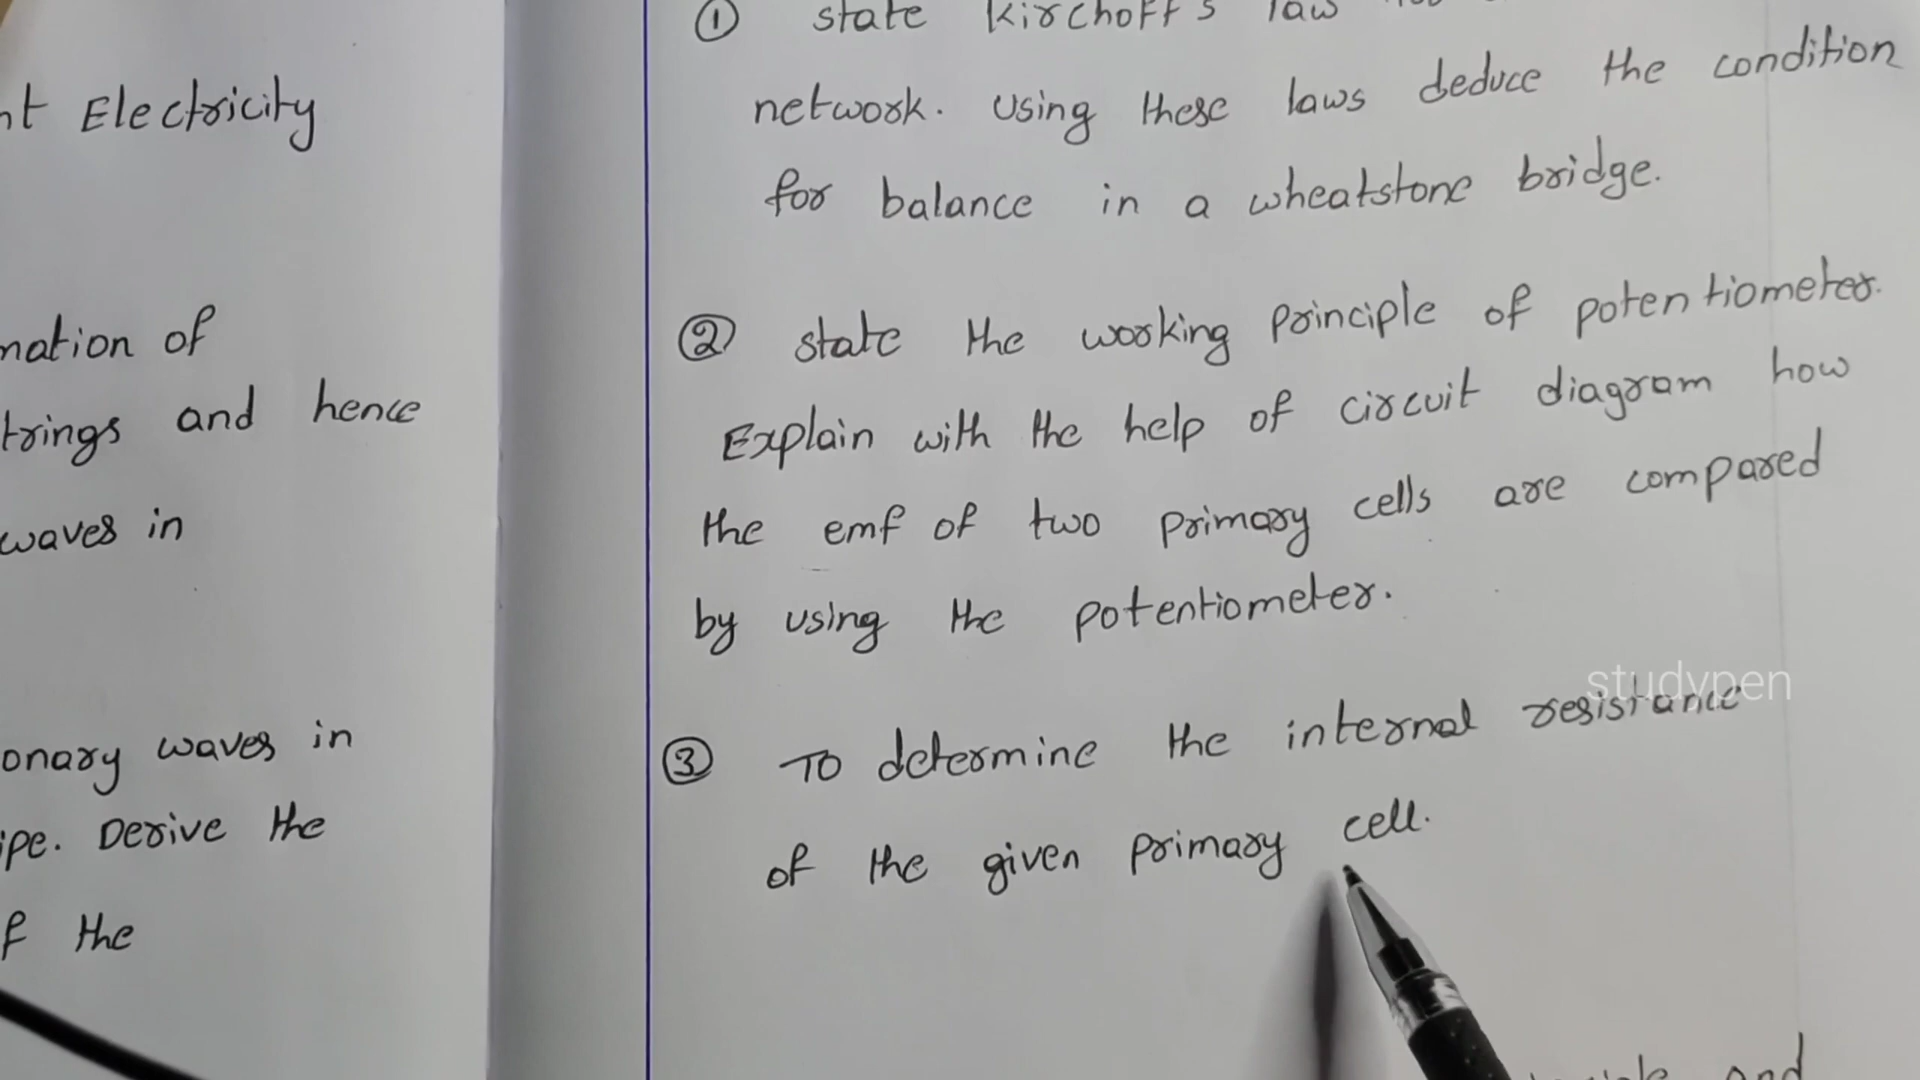 nt Electricity
nation of
trings and hence
waves in
onary waves in
ipe. Derive the
f the
① state Kirchoff's law
network. Using these laws deduce the condition
for balance in a wheatstone bridge.
② state the working principle of potentiometer.
Explain with the help of circuit diagram how
the emf of two primary cells are compared
by using the potentiometer.
studypen
③ To determine the internal resistance
of the given primary cell.
and